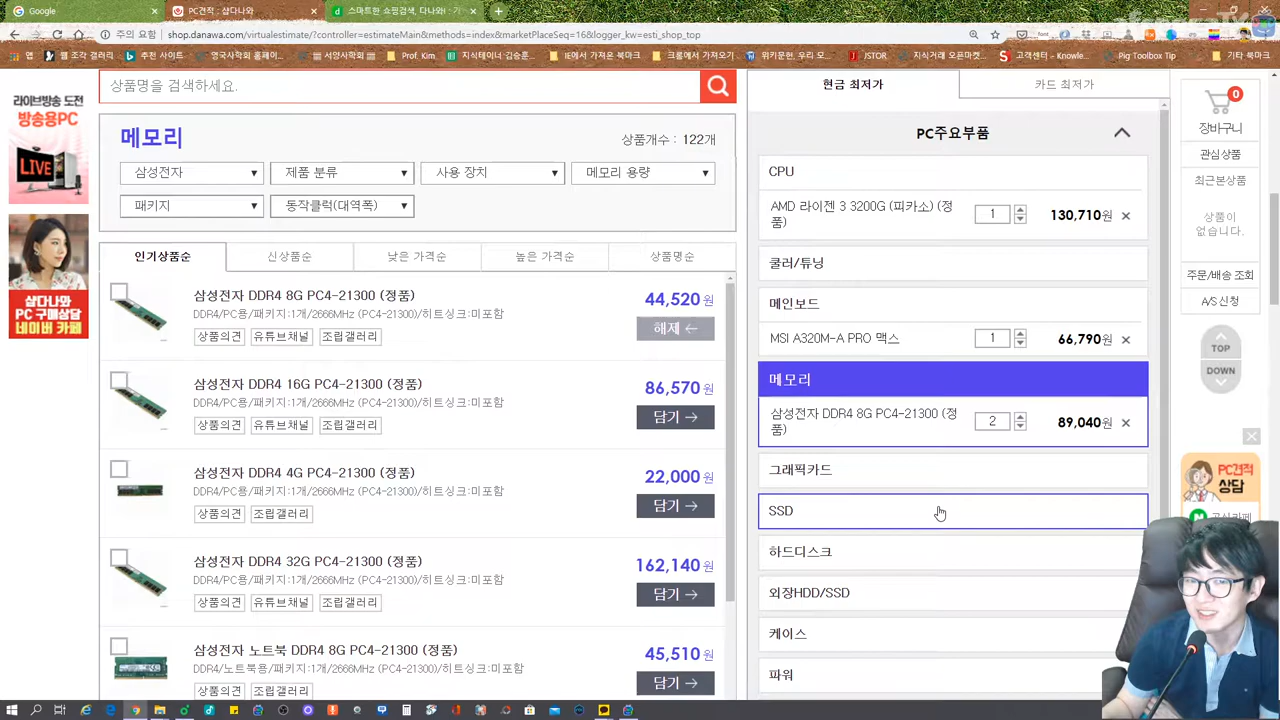 Google
PC견적 : 샵다나와
스마트한 쇼핑검색, 다나와! - 기
주의 요함
shop.danawa.com/virtualestimate/?controller=estimateMain&methods=index&marketPlaceSeq=16&logger_kw=esti_shop_top
앱
웹 조각 갤러리
추천 사이트
영국사학회 홈페이...
서양사학회
Prof. Kim
지식테이너 김승훈...
IE에서 가져온 북마크
크롬에서 가져오기...
위키문헌, 우리 모...
JSTOR
지식거래 오픈마켓...
고객센터 - Knowle...
Pig Toolbox Tip
기타 북마크
라이브방송 도전
방송용PC
LIVE
샵다나와
PC 구매상담
네이버 카페
상품명을 검색하세요.
메모리
상품개수 : 122개
삼성전자
제품 분류
사용 장치
메모리 용량
패키지
동작클럭(대역폭)
인기상품순
신상품순
낮은 가격순
높은 가격순
상품명순
삼성전자 DDR4 8G PC4-21300 (정품)
DDR4/PC용/패키지:1개/2666MHz (PC4-21300)/히트싱크:미포함
상품의견
유튜브채널
조립갤러리
44,520 원
해제 ←
삼성전자 DDR4 16G PC4-21300 (정품)
DDR4/PC용/패키지:1개/2666MHz (PC4-21300)/히트싱크:미포함
상품의견
유튜브채널
조립갤러리
86,570 원
담기 →
삼성전자 DDR4 4G PC4-21300 (정품)
DDR4/PC용/패키지:1개/2666MHz (PC4-21300)/히트싱크:미포함
상품의견
조립갤러리
22,000 원
담기 →
삼성전자 DDR4 32G PC4-21300 (정품)
DDR4/PC용/패키지:1개/2666MHz (PC4-21300)/히트싱크:미포함
상품의견
유튜브채널
조립갤러리
162,140 원
담기 →
삼성전자 노트북 DDR4 8G PC4-21300 (정품)
DDR4/노트북용/패키지:1개/2666MHz (PC4-21300)/히트싱크:미포함
상품의견
조립갤러리
45,510 원
담기 →
현금 최저가
카드 최저가
PC주요부품
CPU
AMD 라이젠 3 3200G (피카소) (정
품)
1
130,710원
쿨러/튜닝
메인보드
MSI A320M-A PRO 맥스
1
66,790원
메모리
삼성전자 DDR4 8G PC4-21300 (정
품)
2
89,040원
그래픽카드
SSD
하드디스크
외장HDD/SSD
케이스
파워
0
장바구니
관심상품
최근본상품
상품이
없습니다.
주문/배송 조회
A/S 신청
TOP
DOWN
PC견적
상담